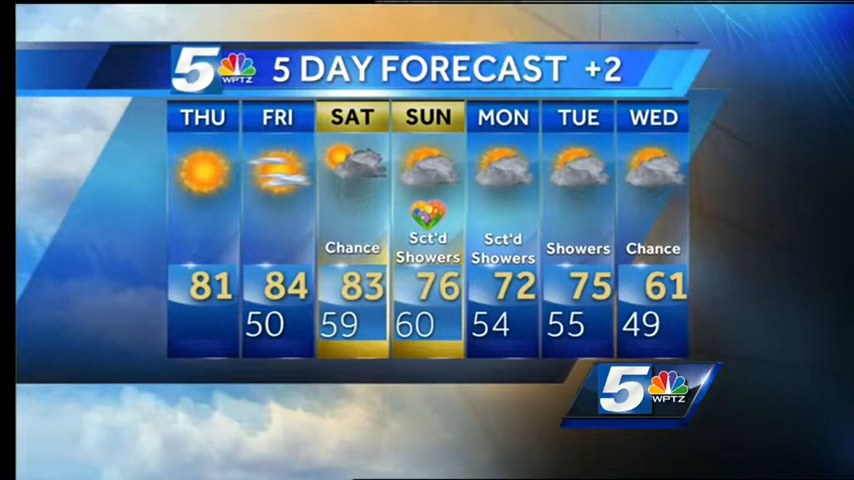 5 WPTZ 5 DAY FORECAST +2
THU FRI SAT SUN MON TUE WED
Chance Sct'd Showers Sct'd Showers Showers Chance
81 84 83 76 72 75 61
50 59 60 54 55 49
5 WPTZ